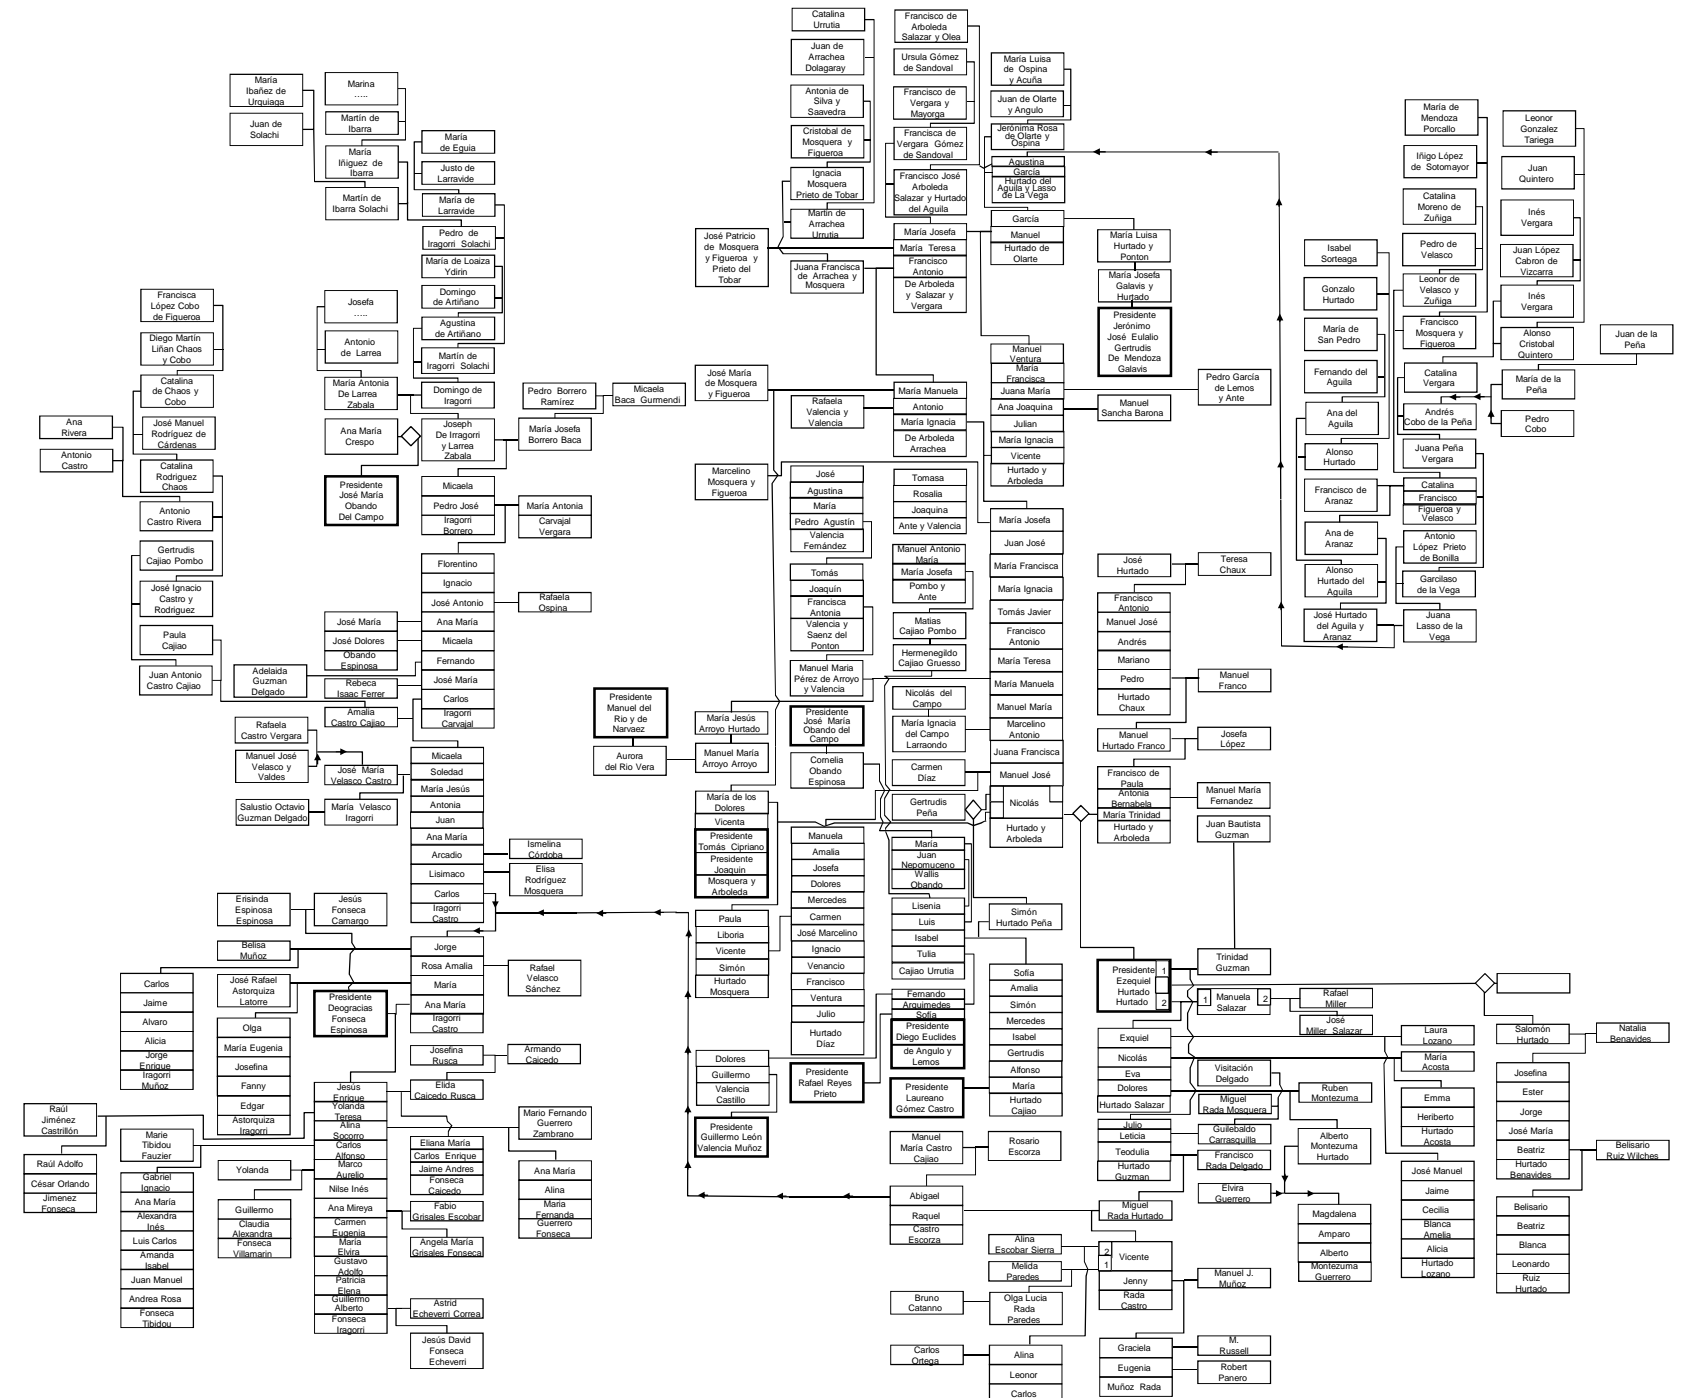 Catalina
Urrutia
Juan de
Arrachea
Dolagaray
Antonia de
Silva y
Saavedra
Cristobal de
Mosquera y
Figueroa
Ignacia
Mosquera
Prieto de Tobar
Martin de
Arrachea
Urrutia
Juana Francisca
de Arrachea y
Mosquera
Francisco de
Arboleda
Salazar y Olea
Ursula Gómez
de Sandoval
Francisco de
Vergara y
Mayorga
Francisca de
Vergara Gómez
de Sandoval
Francisco José
Arboleda
Salazar y Hurtado
del Aguila
María Josefa
María Teresa
Francisco
Antonio
De Arboleda
y Salazar y
Vergara
María Luisa
de Ospina
y Acuña
Juan de Olarte
y Angulo
Jerónima Rosa
de Olarte y
Ospina
Agustina
García
Hurtado del
Aguila y Lasso
de La Vega
García
Manuel
Hurtado de
Olarte
María Luisa
Hurtado y
Ponton
María Josefa
Galavis y
Hurtado
Presidente
Jerónimo
José Eulalio
Gertrudis
De Mendoza
Galavis
José Patricio
de Mosquera
y Figueroa y
Prieto del
Tobar
María
Ibañez de
Urquiaga
Juan de
Solachi
Marina
.....
Martín de
Ibarra
María
Iñiguez de
Ibarra
Martín de
Ibarra Solachi
María
de Eguia
Justo de
Larravide
María de
Larravide
Pedro de
Iragorri Solachi
María de Loaiza
Ydirin
Domingo
de Artiñano
Agustina
de Artiñano
Martín de
Iragorri Solachi
Domingo de
Iragorri
Josefa
.....
Antonio
de Larrea
María Antonia
De Larrea
Zabala
Ana María
Crespo
Joseph
De Irragorri
y Larrea
Zabala
Presidente
José María
Obando
Del Campo
Pedro Borrero
Ramírez
Micaela
Baca Gurmendi
María Josefa
Borrero Baca
Micaela
Pedro José
Iragorri
Borrero
María Antonia
Carvajal
Vergara
Francisca
López Cobo
de Figueroa
Diego Martín
Liñan Chaos
y Cobo
Catalina
de Chaos y
Cobo
José Manuel
Rodríguez de
Cárdenas
Catalina
Rodriguez
Chaos
Ana
Rivera
Antonio
Castro
Antonio
Castro Rivera
Gertrudis
Cajiao Pombo
José Ignacio
Castro y
Rodriguez
Paula
Cajiao
Juan Antonio
Castro Cajiao
Florentino
Ignacio
José Antonio
Ana María
Micaela
Fernando
José María
Carlos
Iragorri
Carvajal
Rafaela
Ospina
José María
José Dolores
Obando
Espinosa
Adelaida
Guzman
Delgado
Rebeca
Isaac Ferrer
Amalia
Castro Cajiao
Rafaela
Castro Vergara
Manuel José
Velasco y
Valdes
José María
Velasco Castro
Salustio Octavio
Guzman Delgado
María Velasco
Iragorri
Micaela
Soledad
María Jesús
Antonia
Juan
Ana María
Arcadio
Lisimaco
Carlos
Iragorri
Castro
Ismelina
Córdoba
Elisa
Rodríguez
Mosquera
Erisinda
Espinosa
Espinosa
Jesús
Fonseca
Camargo
Belisa
Muñoz
José Rafael
Astorquiza
Latorre
Presidente
Deogracias
Fonseca
Espinosa
Jorge
Rosa Amalia
María
Ana María
Iragorri
Castro
Rafael
Velasco
Sánchez
Carlos
Jaime
Alvaro
Alicia
Jorge
Enrique
Iragorri
Muñoz
Olga
María Eugenia
Josefina
Fanny
Edgar
Astorquiza
Iragorri
Josefina
Rusca
Armando
Caicedo
Elida
Caicedo Rusca
Jesús
Enrique
Yolanda
Teresa
Alina
Socorro
Carlos
Alfonso
Marco
Aurelio
Nilse Inés
Ana Mireya
Carmen
Eugenia
María
Elvira
Gustavo
Adolfo
Patricia
Elena
Guillermo
Alberto
Fonseca
Iragorri
Raúl
Jiménez
Castrillón
Raúl Adolfo
César Orlando
Jimenez
Fonseca
Marie
Tibidou
Fauzier
Gabriel
Ignacio
Ana María
Alexandra
Inés
Luis Carlos
Amanda
Isabel
Juan Manuel
Andrea Rosa
Fonseca
Tibidou
Yolanda
Guillermo
Claudia
Alexandra
Fonseca
Villamarin
Eliana María
Carlos Enrique
Jaime Andres
Fonseca
Caicedo
Fabio
Grisales Escobar
Angela María
Grisales Fonseca
Astrid
Echeverri Correa
Jesús David
Fonseca
Echeverri
Mario Fernando
Guerrero
Zambrano
Ana María
Alina
Maria
Fernanda
Guerrero
Fonseca
José María
de Mosquera
y Figueroa
Rafaela
Valencia y
Valencia
María Manuela
Antonio
María Ignacia
De Arboleda
Arrachea
Manuel
Ventura
María
Francisca
Juana María
Ana Joaquina
Julian
María Ignacia
Vicente
Hurtado y
Arboleda
Manuel
Sancha Barona
Pedro García
de Lemos
y Ante
Marcelino
Mosquera y
Figueroa
José
Agustina
María
Pedro Agustín
Valencia
Fernández
Tomás
Joaquín
Francisca
Antonia
Valencia y
Saenz del
Ponton
Manuel Maria
Pérez de Arroyo
y Valencia
Tomasa
Rosalia
Joaquina
Ante y Valencia
Manuel Antonio
María
María Josefa
Pombo y
Ante
Matias
Cajiao Pombo
Hermenegildo
Cajiao Gruesso
Nicolás del
Campo
María Ignacia
del Campo
Larraondo
Carmen
Díaz
Gertrudis
Peña
María Josefa
Juan José
María Francisca
María Ignacia
Tomás Javier
Francisco
Antonio
María Teresa
María Manuela
Manuel María
Marcelino
Antonio
Juana Francisca
Manuel José
Nicolás
Hurtado y
Arboleda
Presidente
Manuel del
Rio y de
Narvaez
Aurora
del Rio Vera
María Jesús
Arroyo Hurtado
Manuel María
Arroyo Arroyo
Presidente
José María
Obando del
Campo
Cornelia
Obando
Espinosa
María de los
Dolores
Vicenta
Presidente
Tomás Cipriano
Presidente
Joaquin
Mosquera y
Arboleda
Paula
Liboria
Vicente
Simón
Hurtado
Mosquera
Manuela
Amalia
Josefa
Dolores
Mercedes
Carmen
José Marcelino
Ignacio
Venancio
Francisco
Ventura
Julio
Hurtado
Díaz
María
Juan
Nepomuceno
Wallis
Obando
Lisenia
Luis
Isabel
Tulia
Cajiao Urrutia
Simón
Hurtado Peña
Fernando
Arquimedes
Sofía
Presidente
Diego Euclides
de Angulo y
Lemos
Sofía
Amalia
Simón
Mercedes
Isabel
Gertrudis
Alfonso
María
Hurtado
Cajiao
Dolores
Guillermo
Valencia
Castillo
Presidente
Rafael Reyes
Prieto
Presidente
Laureano
Gómez Castro
Presidente
Guillermo León
Valencia Muñoz
Manuel
María Castro
Cajiao
Rosario
Escorza
Abigael
Raquel
Castro
Escorza
Miguel
Rada Hurtado
Alina
Escobar Sierra
Melida
Paredes
2
1
Vicente
Jenny
Rada
Castro
Manuel J.
Muñoz
Bruno
Catanno
Olga Lucia
Rada
Paredes
Carlos
Ortega
Alina
Leonor
Carlos
Graciela
Eugenia
Muñoz Rada
M.
Russell
Robert
Panero
José
Hurtado
Teresa
Chaux
Francisco
Antonio
Manuel José
Andrés
Mariano
Pedro
Hurtado
Chaux
Manuel
Franco
Manuel
Hurtado Franco
Josefa
López
Francisco de
Paula
Antonia
Bernabela
María Trinidad
Hurtado y
Arboleda
Manuel María
Fernandez
Juan Bautista
Guzman
Trinidad
Guzman
Presidente
Ezequiel
Hurtado
Hurtado
1
2
1
Manuela
Salazar
2
Rafael
Miller
José
Miller Salazar
Exquiel
Nicolás
Eva
Dolores
Hurtado Salazar
Julio
Leticia
Teodulia
Hurtado
Guzman
Visitación
Delgado
Miguel
Rada Mosquera
Guilebaldo
Carrasquilla
Francisco
Rada Delgado
Elvira
Guerrero
Ruben
Montezuma
Alberto
Montezuma
Hurtado
Magdalena
Amparo
Alberto
Montezuma
Guerrero
Laura
Lozano
María
Acosta
Emma
Heriberto
Hurtado
Acosta
José Manuel
Jaime
Cecilia
Blanca
Amelia
Alicia
Hurtado
Lozano
Salomón
Hurtado
Natalia
Benavides
Josefina
Ester
Jorge
José María
Beatriz
Hurtado
Benavides
Belisario
Ruiz Wilches
Belisario
Beatriz
Blanca
Leonardo
Ruiz
Hurtado
Isabel
Sorteaga
Gonzalo
Hurtado
María de
San Pedro
Fernando del
Aguila
Ana del
Aguila
Alonso
Hurtado
Francisco de
Aranaz
Ana de
Aranaz
Alonso
Hurtado del
Aguila
José Hurtado
del Aguila y
Aranaz
María de
Mendoza
Porcallo
Iñigo López
de Sotomayor
Catalina
Moreno de
Zuñiga
Pedro de
Velasco
Leonor de
Velasco y
Zuñiga
Francisco
Mosquera y
Figueroa
Catalina
Vergara
Andrés
Cobo de la Peña
Juana Peña
Vergara
Catalina
Francisco
Figueroa y
Velasco
Antonio
López Prieto
de Bonilla
Garcilaso
de la Vega
Juana
Lasso de la
Vega
Leonor
Gonzalez
Tariega
Juan
Quintero
Inés
Vergara
Juan López
Cabron de
Vizcarra
Inés
Vergara
Alonso
Cristobal
Quintero
Juan de la
Peña
María de la
Peña
Pedro
Cobo